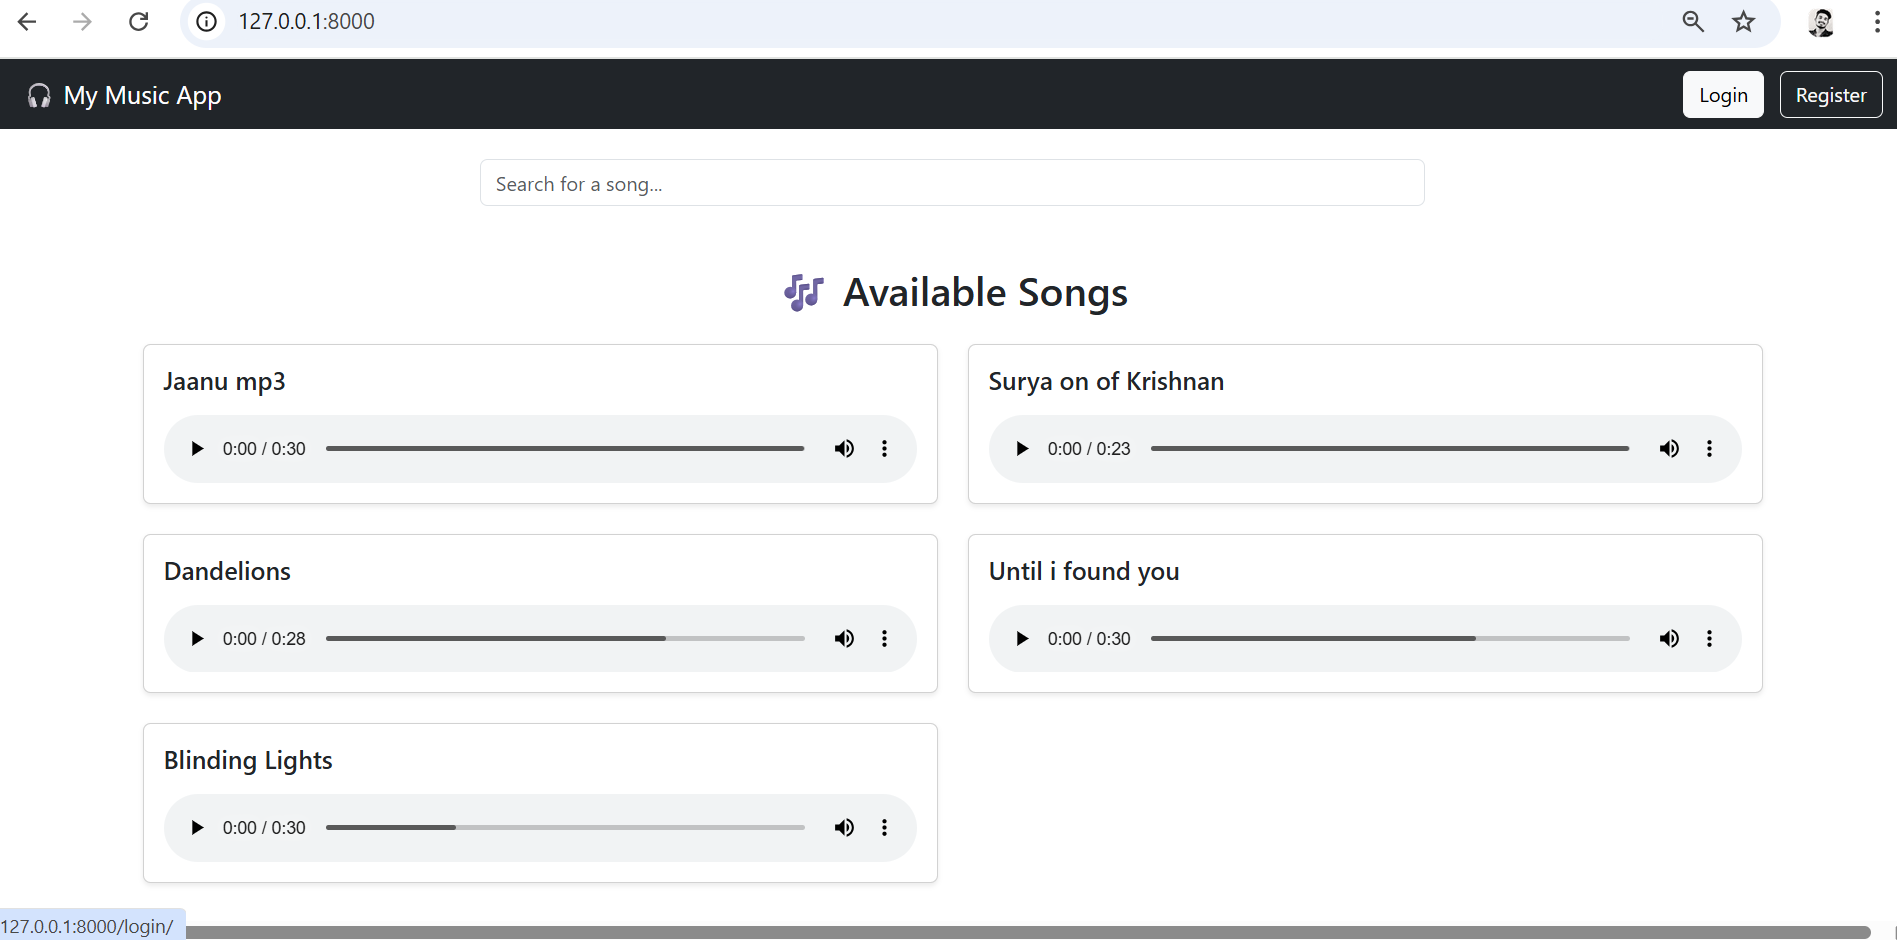 127.0.0.1:8000
My Music App
Login
Register
Search for a song...
Available Songs
Jaanu mp3
0:00 / 0:30
Surya on of Krishnan
0:00 / 0:23
Dandelions
0:00 / 0:28
Until i found you
0:00 / 0:30
Blinding Lights
0:00 / 0:30
127.0.0.1:8000/login/